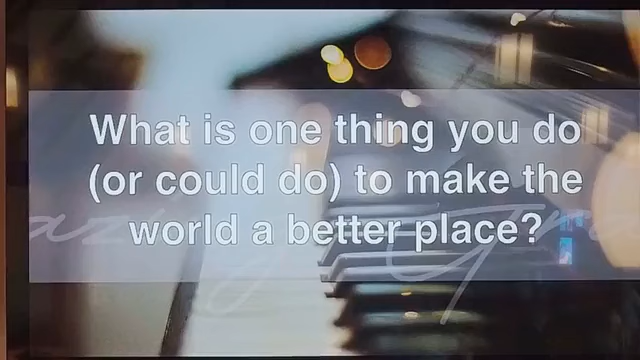 What is one thing you do
(or could do) to make the
world a better place?